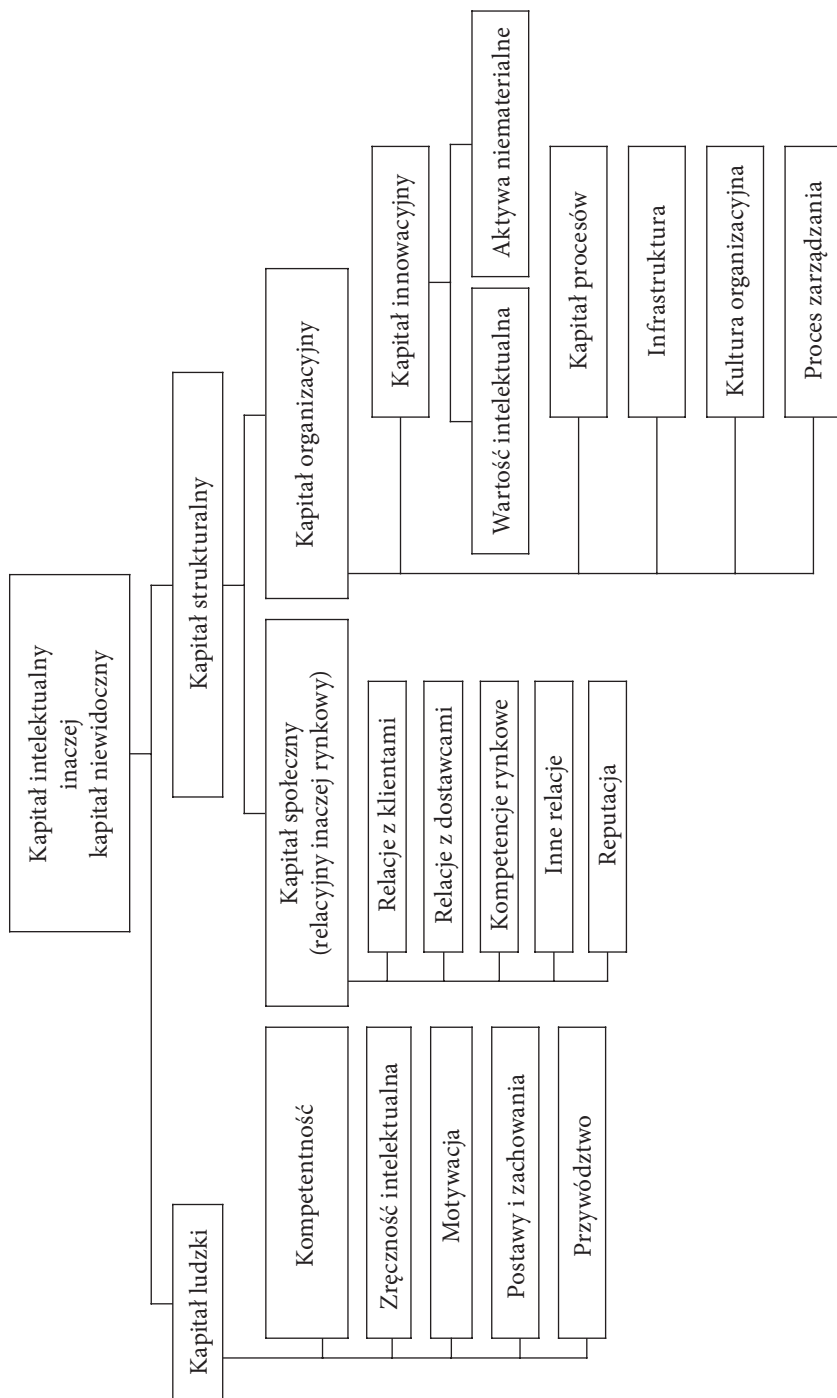 Kapitał intelektualny
inaczej
kapitał niewidoczny
Kapitał ludzki
Kompetentność
Zręczność intelektualna
Motywacja
Postawy i zachowania
Przywództwo
Kapitał strukturalny
Kapitał społeczny
(relacyjny inaczej rynkowy)
Relacje z klientami
Relacje z dostawcami
Kompetencje rynkowe
Inne relacje
Reputacja
Kapitał organizacyjny
Kapitał innowacyjny
Wartość intelektualna
Aktywa niematerialne
Kapitał procesów
Infrastruktura
Kultura organizacyjna
Proces zarządzania